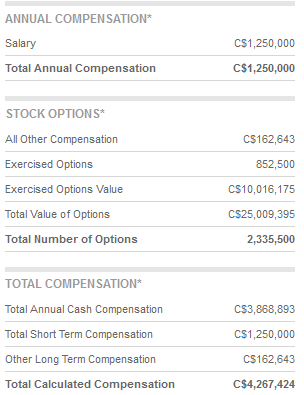 ANNUAL COMPENSATION*
Salary C$1,250,000
Total Annual Compensation C$1,250,000
STOCK OPTIONS*
All Other Compensation C$162,643
Exercised Options 852,500
Exercised Options Value C$10,016,175
Total Value of Options C$25,009,395
Total Number of Options 2,335,500
TOTAL COMPENSATION*
Total Annual Cash Compensation C$3,868,893
Total Short Term Compensation C$1,250,000
Other Long Term Compensation C$162,643
Total Calculated Compensation C$4,267,424